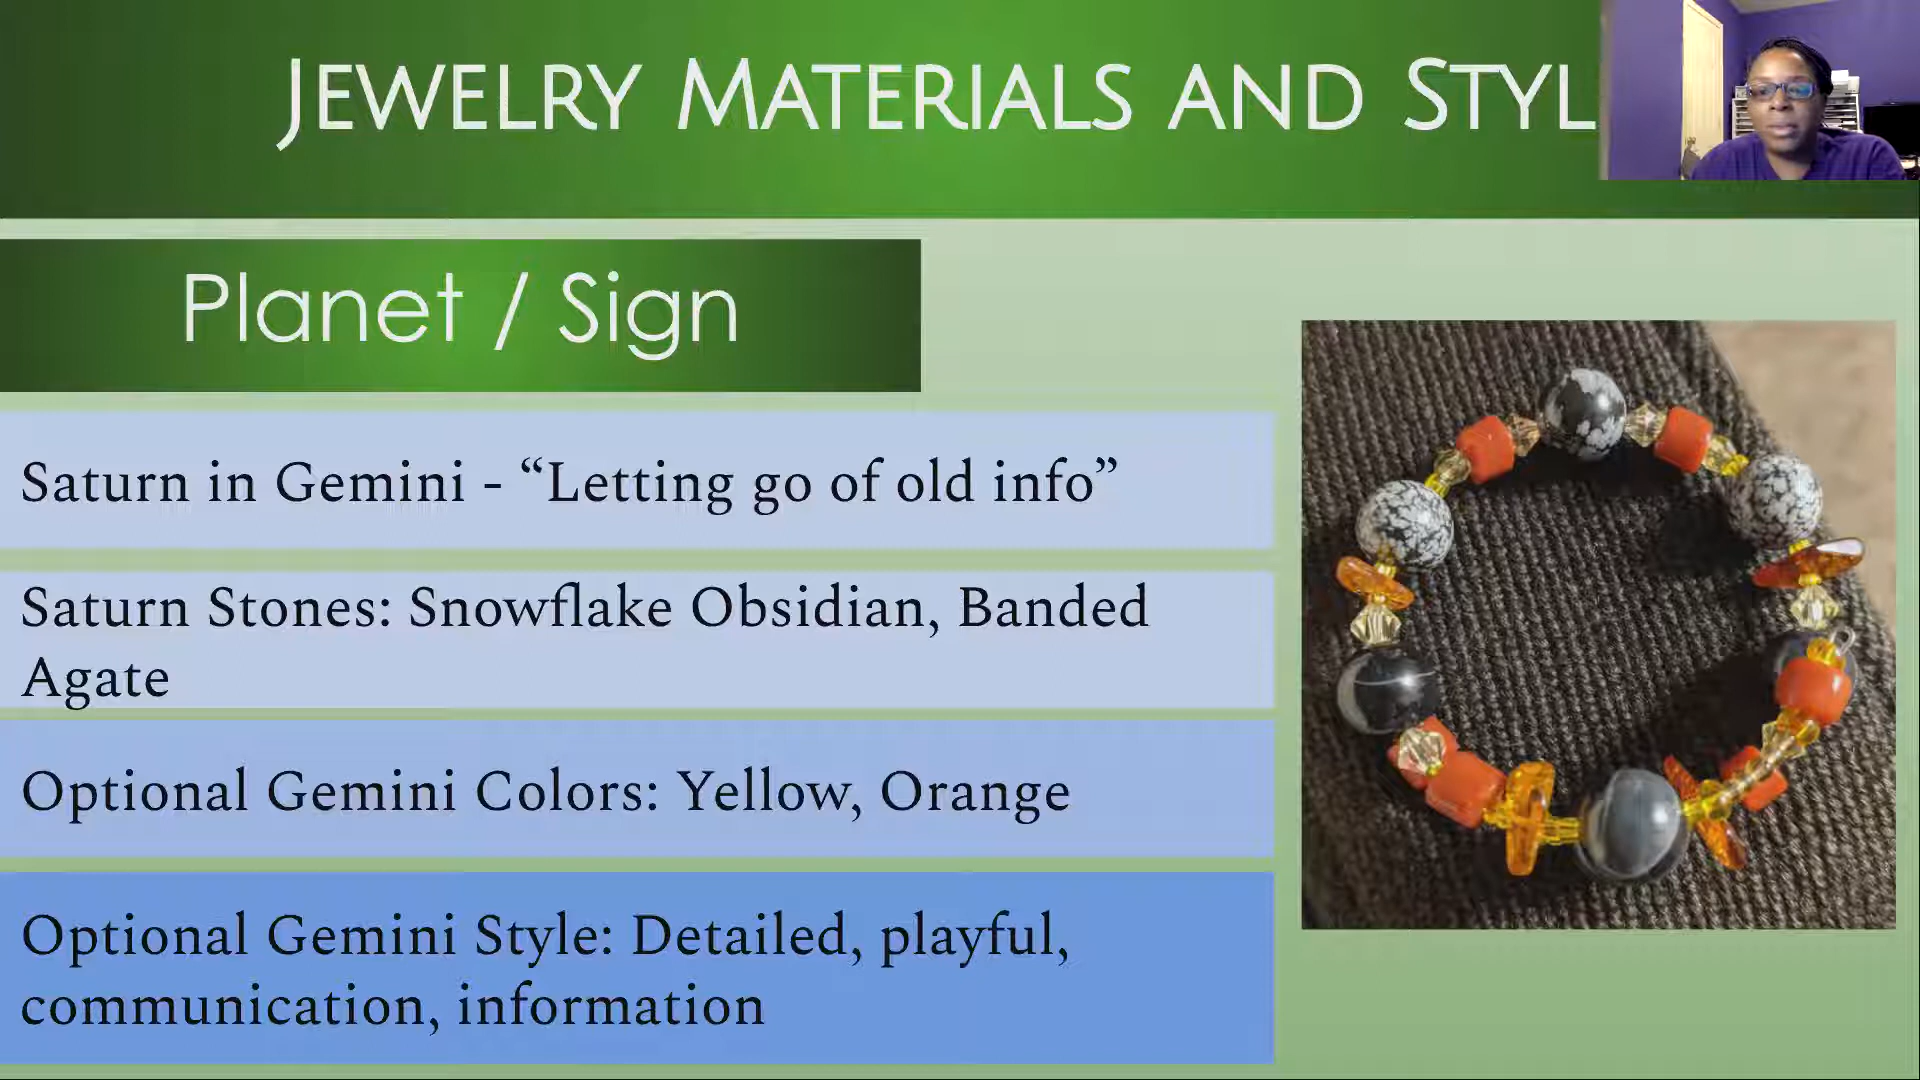 Jewelry Materials and Styl
Planet / Sign
Saturn in Gemini - “Letting go of old info”
Saturn Stones: Snowflake Obsidian, Banded
Agate
Optional Gemini Colors: Yellow, Orange
Optional Gemini Style: Detailed, playful,
communication, information